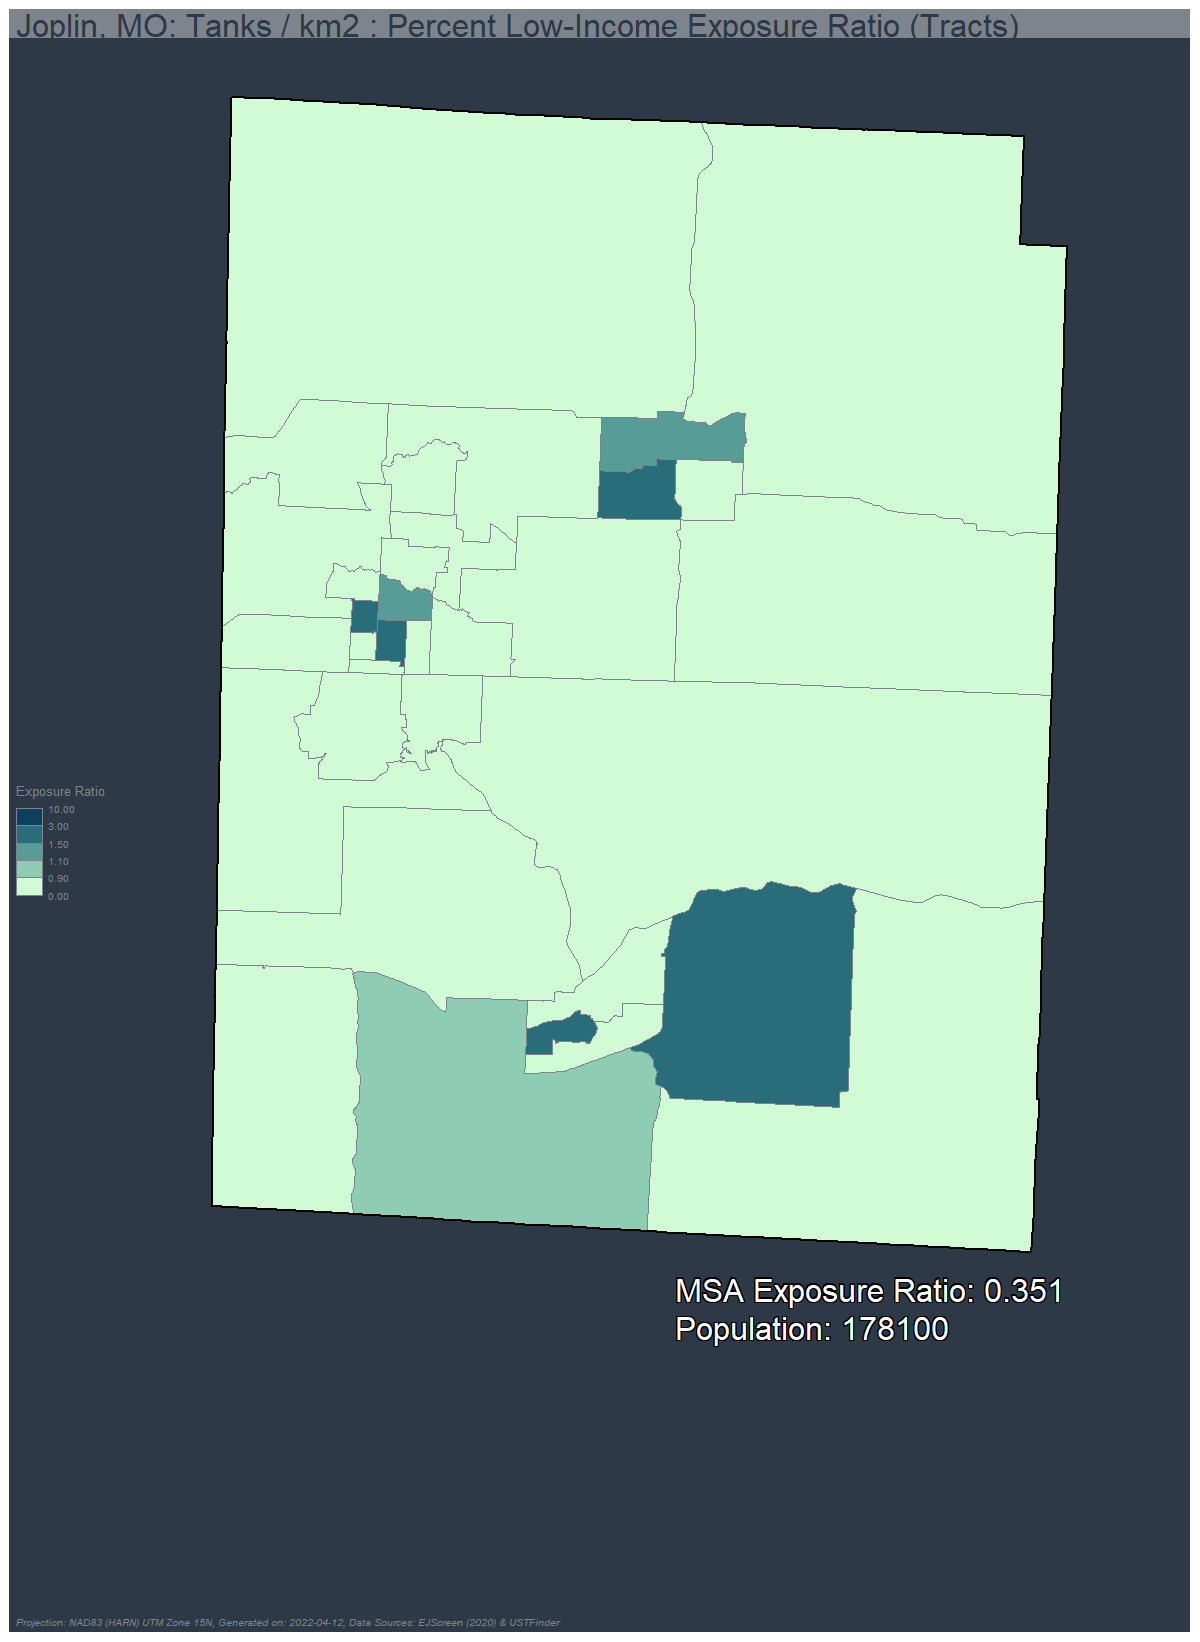 Joplin, MO: Tanks / km2 : Percent Low-Income Exposure Ratio (Tracts)
Exposure Ratio
10.00
3.00
1.50
1.10
0.90
0.00
MSA Exposure Ratio: 0.351
Population: 178100
Projection: NAD83 (HARN) UTM Zone 15N, Generated on: 2022-04-12, Data Sources: EJScreen (2020) & USTFinder